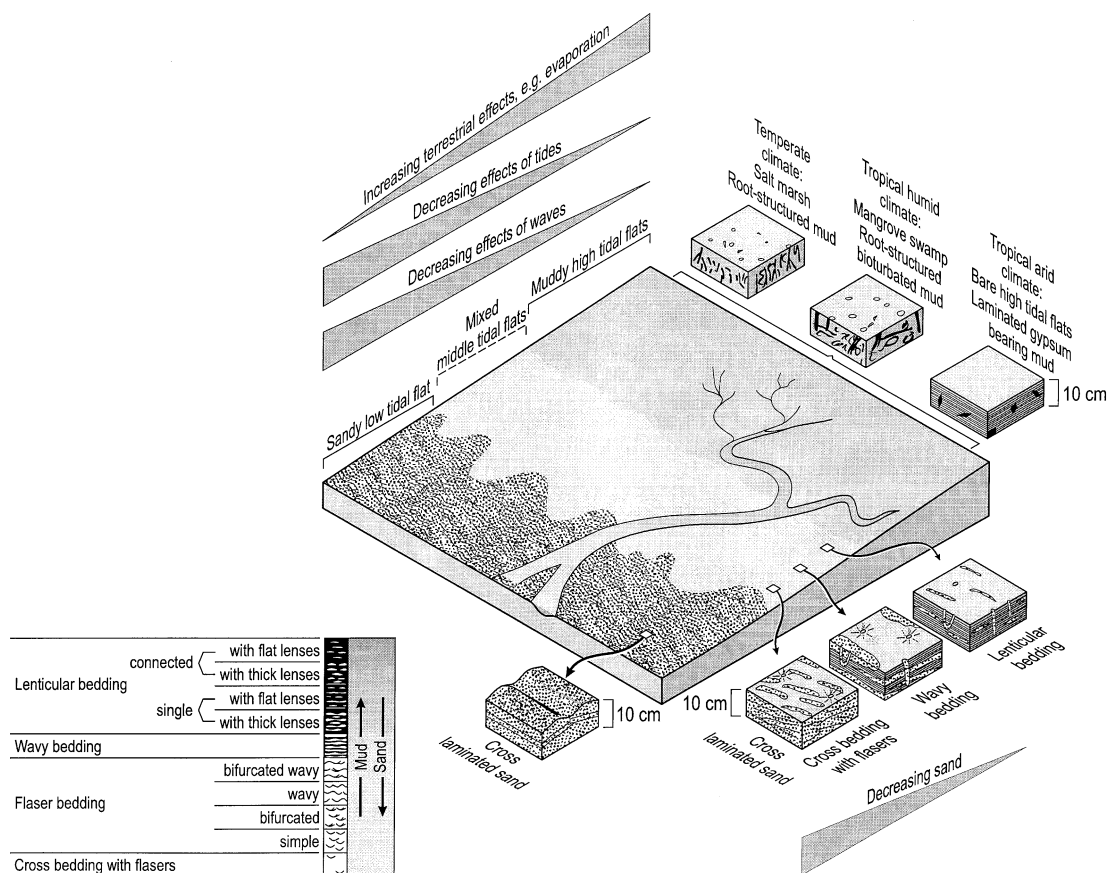 Increasing terrestrial effects, e.g. evaporation
Decreasing effects of tides
Decreasing effects of waves
Muddy high tidal flats
Mixed
middle tidal flats
Sandy low tidal flat
Temperate
climate:
Salt marsh
Root-structured mud
Tropical humid
climate:
Mangrove swamp
Root-structured
bioturbated mud
Tropical arid
climate:
Bare high tidal flats
Laminated gypsum
bearing mud
10 cm
Lenticular
bedding
Wavy
bedding
Cross bedding
with flasers
Cross
laminated sand
10 cm
Cross
laminated sand
10 cm
Decreasing sand
Lenticular bedding
connected
with flat lenses
with thick lenses
single
with flat lenses
with thick lenses
Wavy bedding
Flaser bedding
bifurcated wavy
wavy
bifurcated
simple
Cross bedding with flasers
Mud
Sand